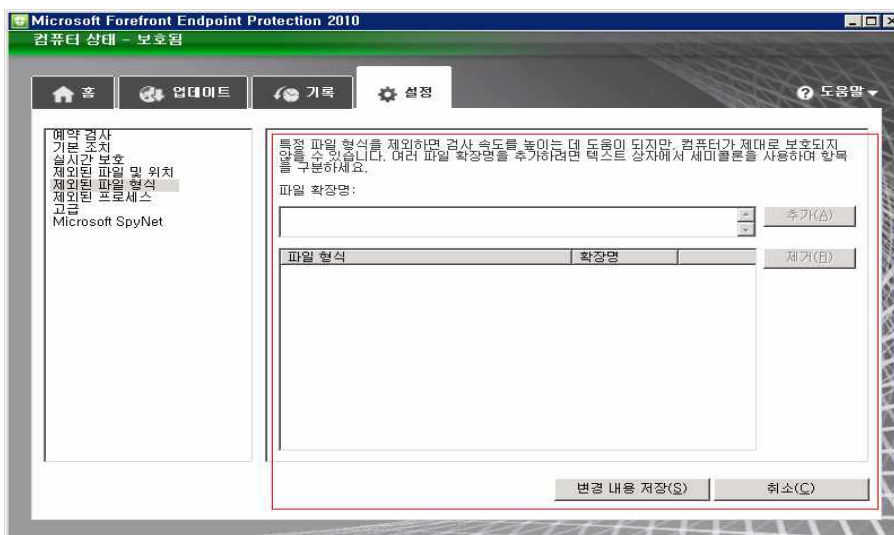 Microsoft Forefront Endpoint Protection 2010
컴퓨터 상태 - 보호됨
홈
업데이트
기록
설정
도움말
예약 검사
기본 조치
실시간 보호
제외된 파일 및 위치
제외된 파일 형식
제외된 프로세스
고급
Microsoft SpyNet
특정 파일 형식을 제외하면 검사 속도를 높이는 데 도움이 되지만, 컴퓨터가 제대로 보호되지
않을 수 있습니다. 여러 파일 확장명을 추가하려면 텍스트 상자에서 세미콜론을 사용하여 항목
을 구분하세요.
파일 확장명:
추가(A)
파일 형식
확장명
제거(R)
변경 내용 저장(S)
취소(C)